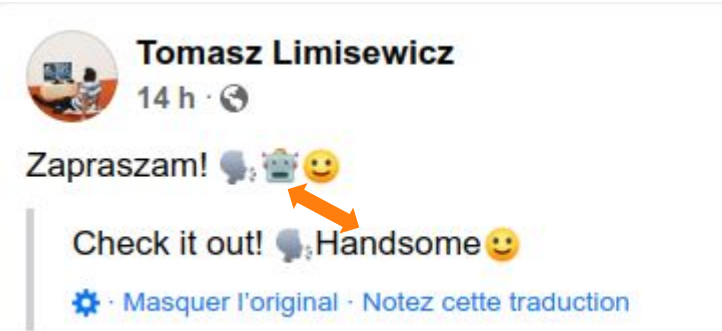 Tomasz Limisewicz
14 h ·
Zapraszam! 🗣️🤖🙂
Check it out! 🗣️Handsome🙂
· Masquer l'original · Notez cette traduction